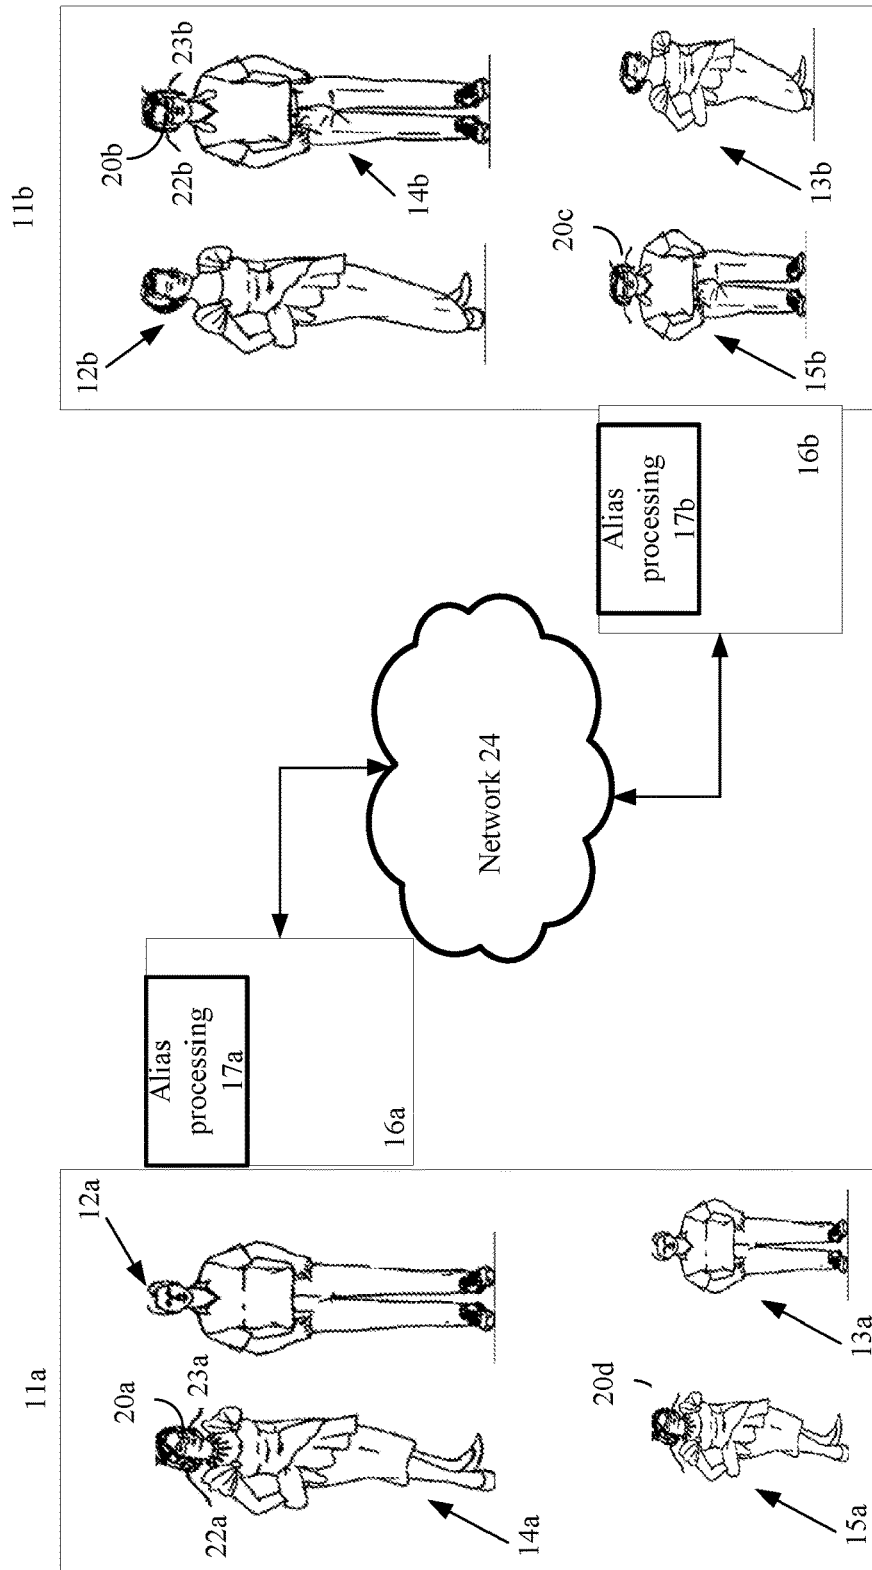 11a
12a
20a
23a
22a
14a
13a
20d
15a
Alias
processing
17a
16a
Network 24
Alias
processing
17b
16b
11b
12b
20b
23b
22b
14b
20c
15b
13b